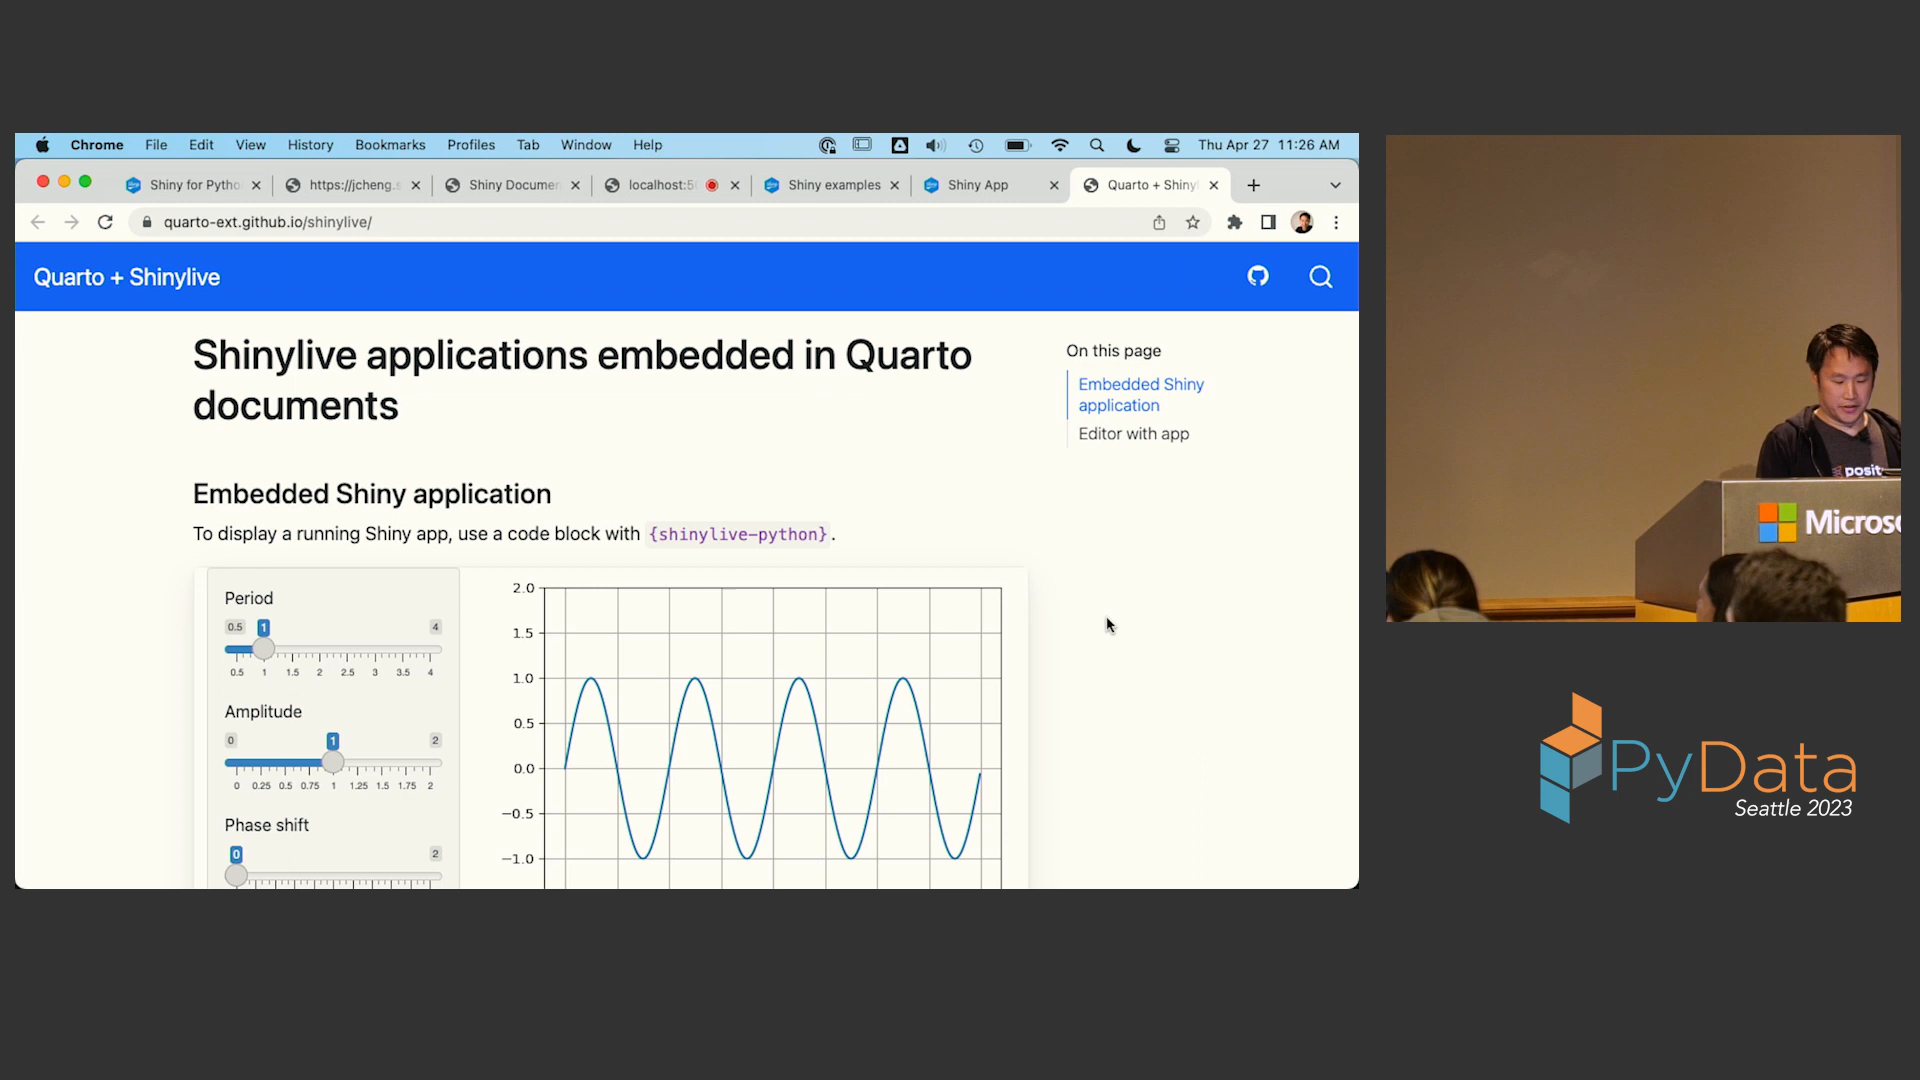 Chrome File Edit View History Bookmarks Profiles Tab Window Help Thu Apr 27 11:26 AM
Shiny for Pytho https://jcheng.s Shiny Documen localhost:50 Shiny examples Shiny App Quarto + Shiny
quarto-ext.github.io/shinylive/
Quarto + Shinylive
Shinylive applications embedded in Quarto
documents
Embedded Shiny application
To display a running Shiny app, use a code block with {shinylive-python}.
On this page
Embedded Shiny
application
Editor with app
Period
0.5 1 4
0.5 1 1.5 2 2.5 3 3.5 4
Amplitude
0 1 2
0 0.25 0.5 0.75 1 1.25 1.5 1.75 2
Phase shift
0 2
2.0
1.5
1.0
0.5
0.0
−0.5
−1.0
posit
Microso
PyData
Seattle 2023